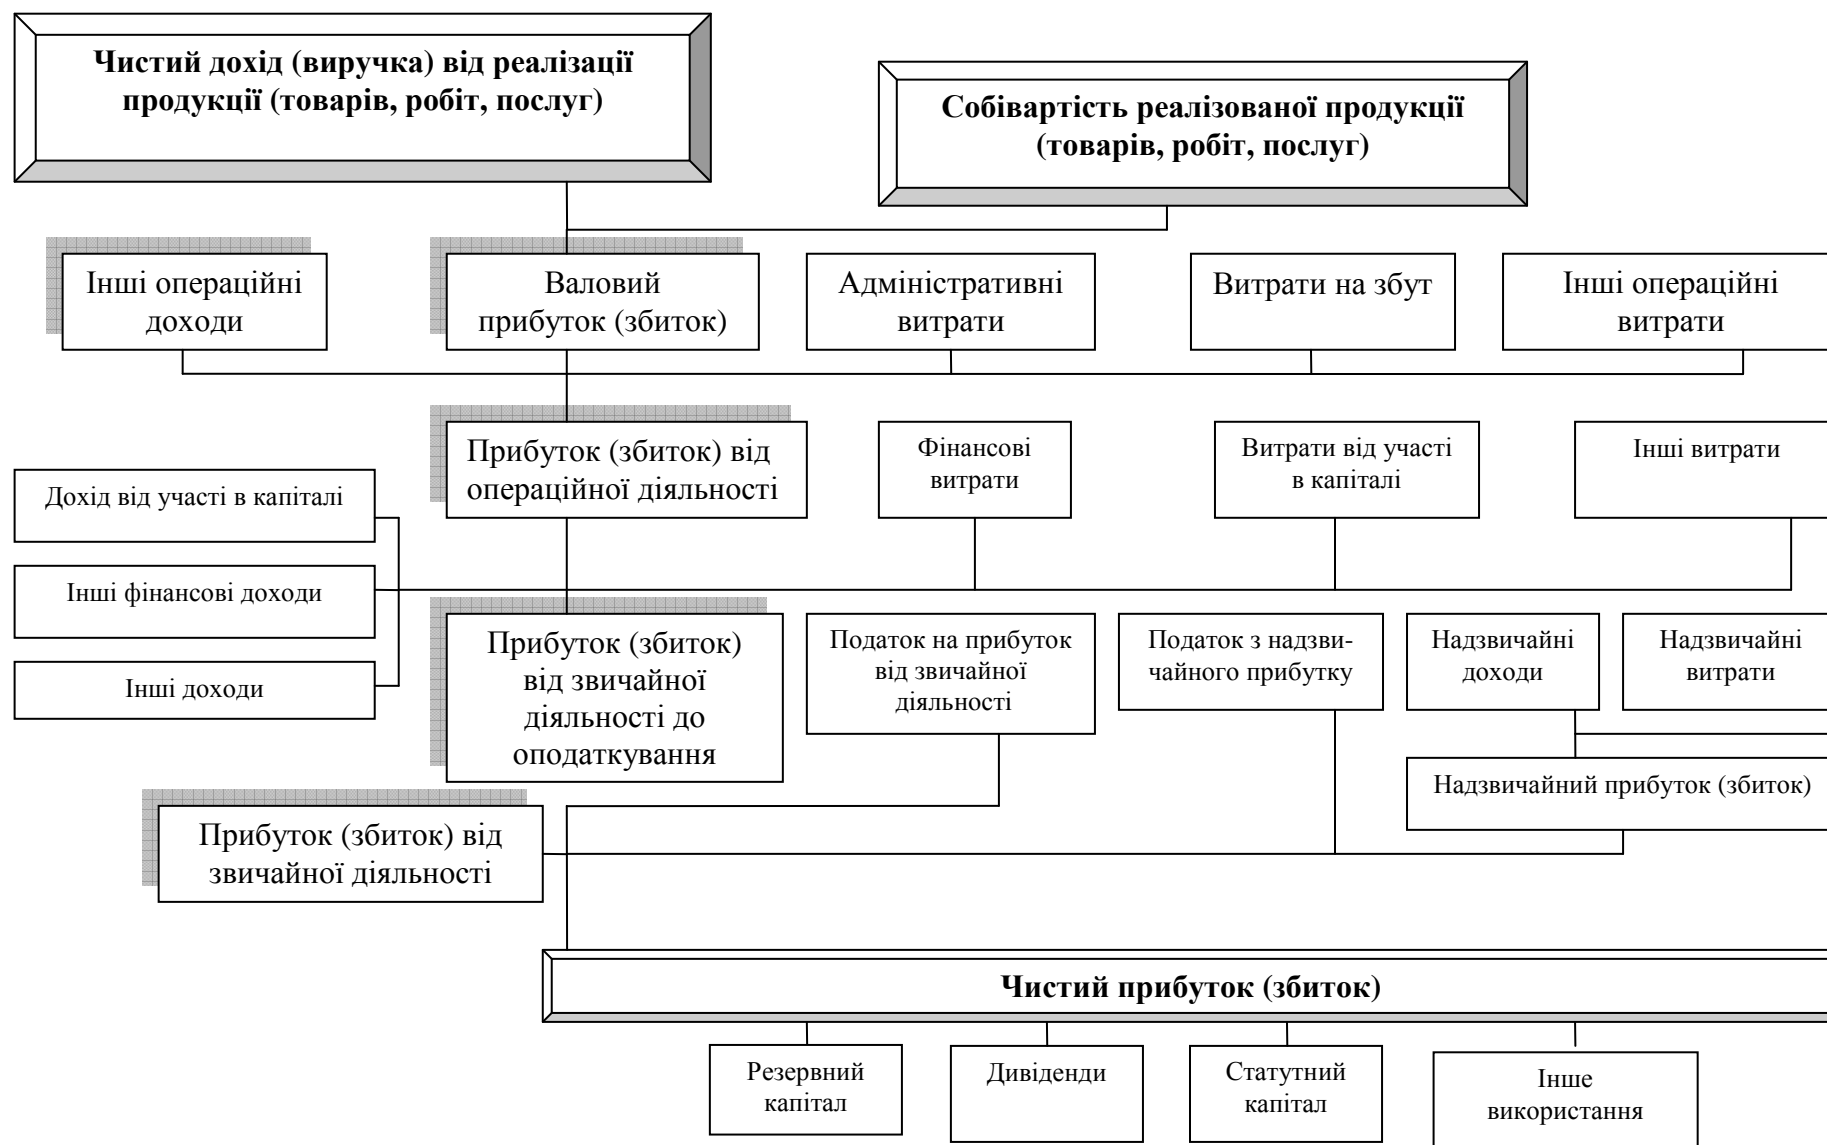 Чистий дохід (виручка) від реалізації
продукції (товарів, робіт, послуг)
Собівартість реалізованої продукції
(товарів, робіт, послуг)
Інші операційні
доходи
Валовий
прибуток (збиток)
Адміністративні
витрати
Витрати на збут
Інші операційні
витрати
Прибуток (збиток) від
операційної діяльності
Фінансові
витрати
Витрати від участі
в капіталі
Інші витрати
Дохід від участі в капіталі
Інші фінансові доходи
Інші доходи
Прибуток (збиток)
від звичайної
діяльності до
оподаткування
Податок на прибуток
від звичайної
діяльності
Податок з надзви-
чайного прибутку
Надзвичайні
доходи
Надзвичайні
витрати
Надзвичайний прибуток (збиток)
Прибуток (збиток) від
звичайної діяльності
Чистий прибуток (збиток)
Резервний
капітал
Дивіденди
Статутний
капітал
Інше
використання